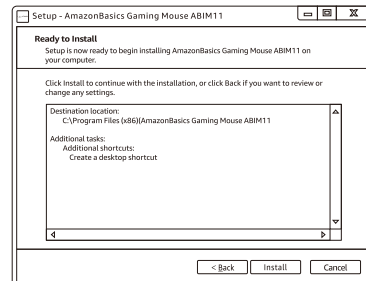 Setup - AmazonBasics Gaming Mouse ABIM11
Ready to Install
Setup is now ready to begin installing AmazonBasics Gaming Mouse ABIM11 on
your computer.
Click Install to continue with the installation, or click Back if you want to review or
change any settings.
Destination location:
C:\Program Files (x86)(AmazonBasics Gaming Mouse ABIM11
Additional tasks:
Additional shortcuts:
Create a desktop shortcut
< Back
Install
Cancel